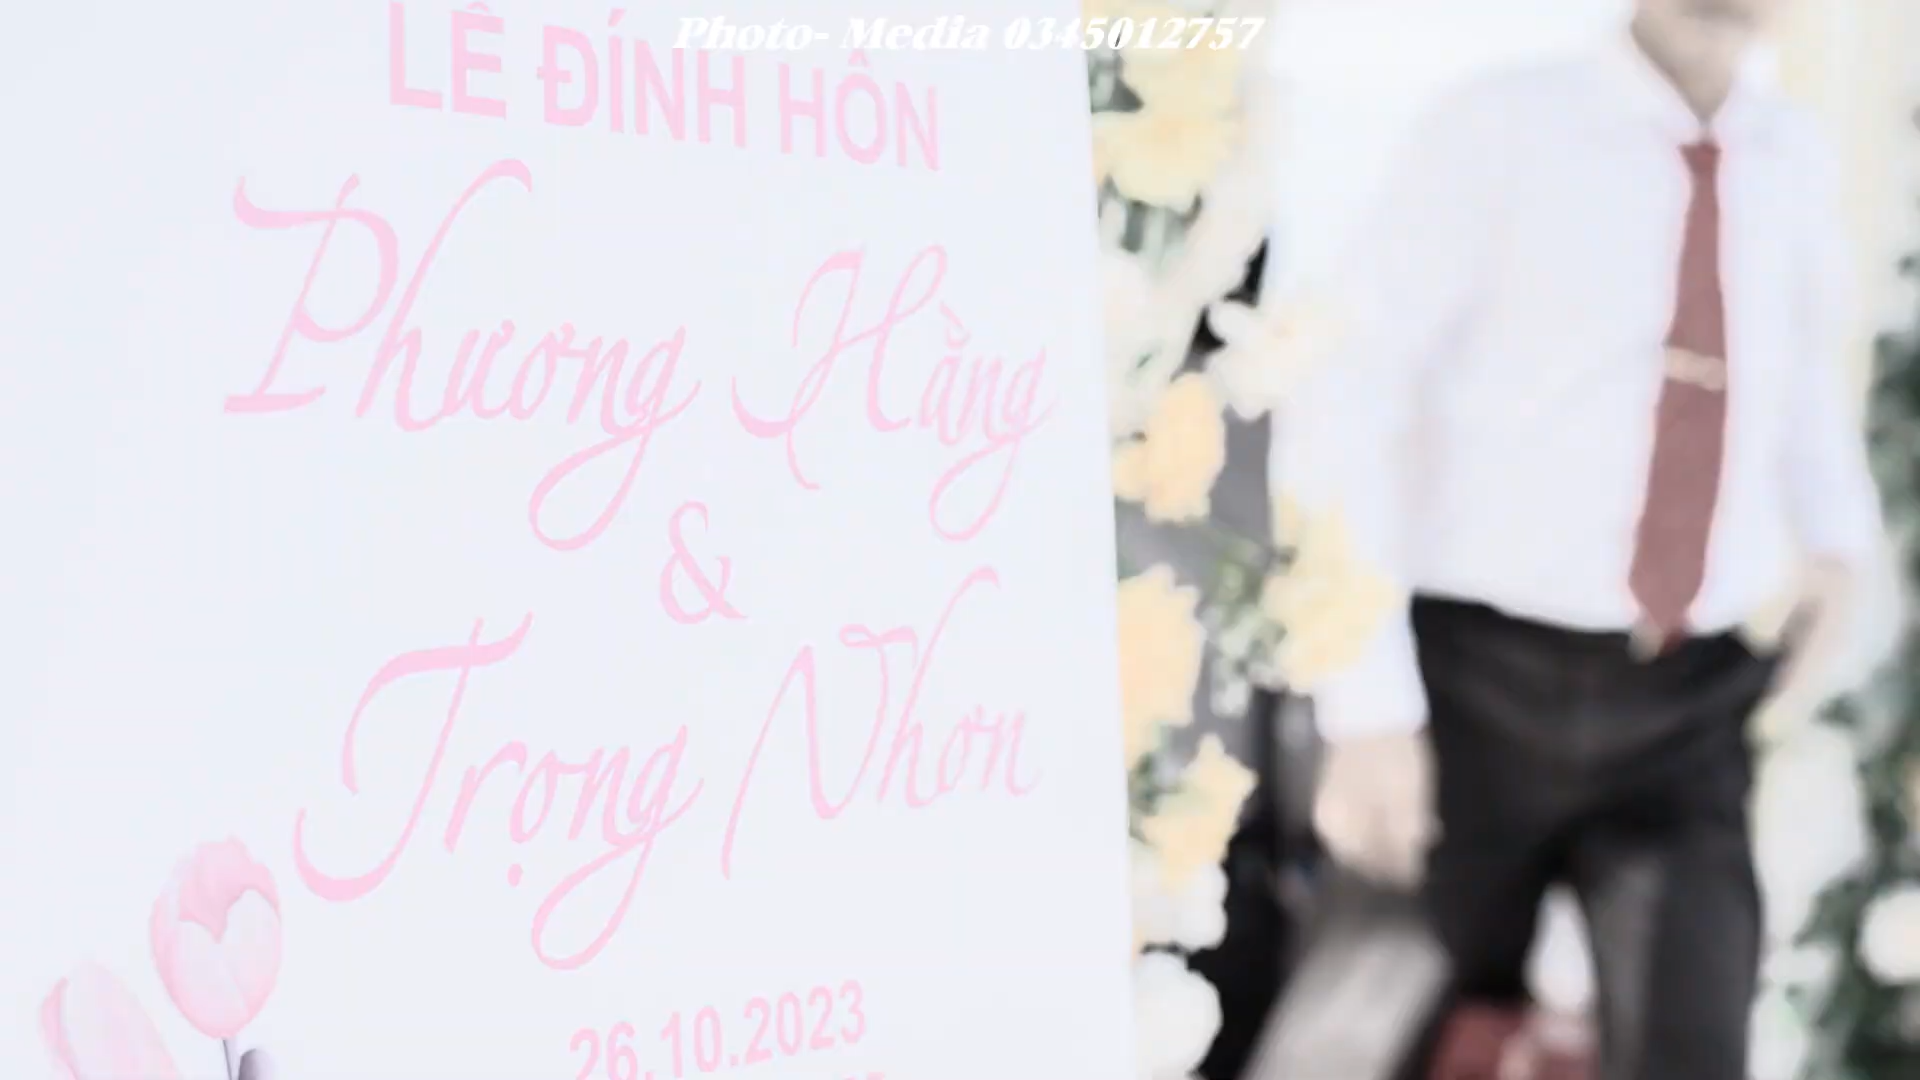 Photo- Media 0345012757
LỄ ĐÍNH HÔN
Phương Hằng
&
Trọng Nhơn
26.10.2023